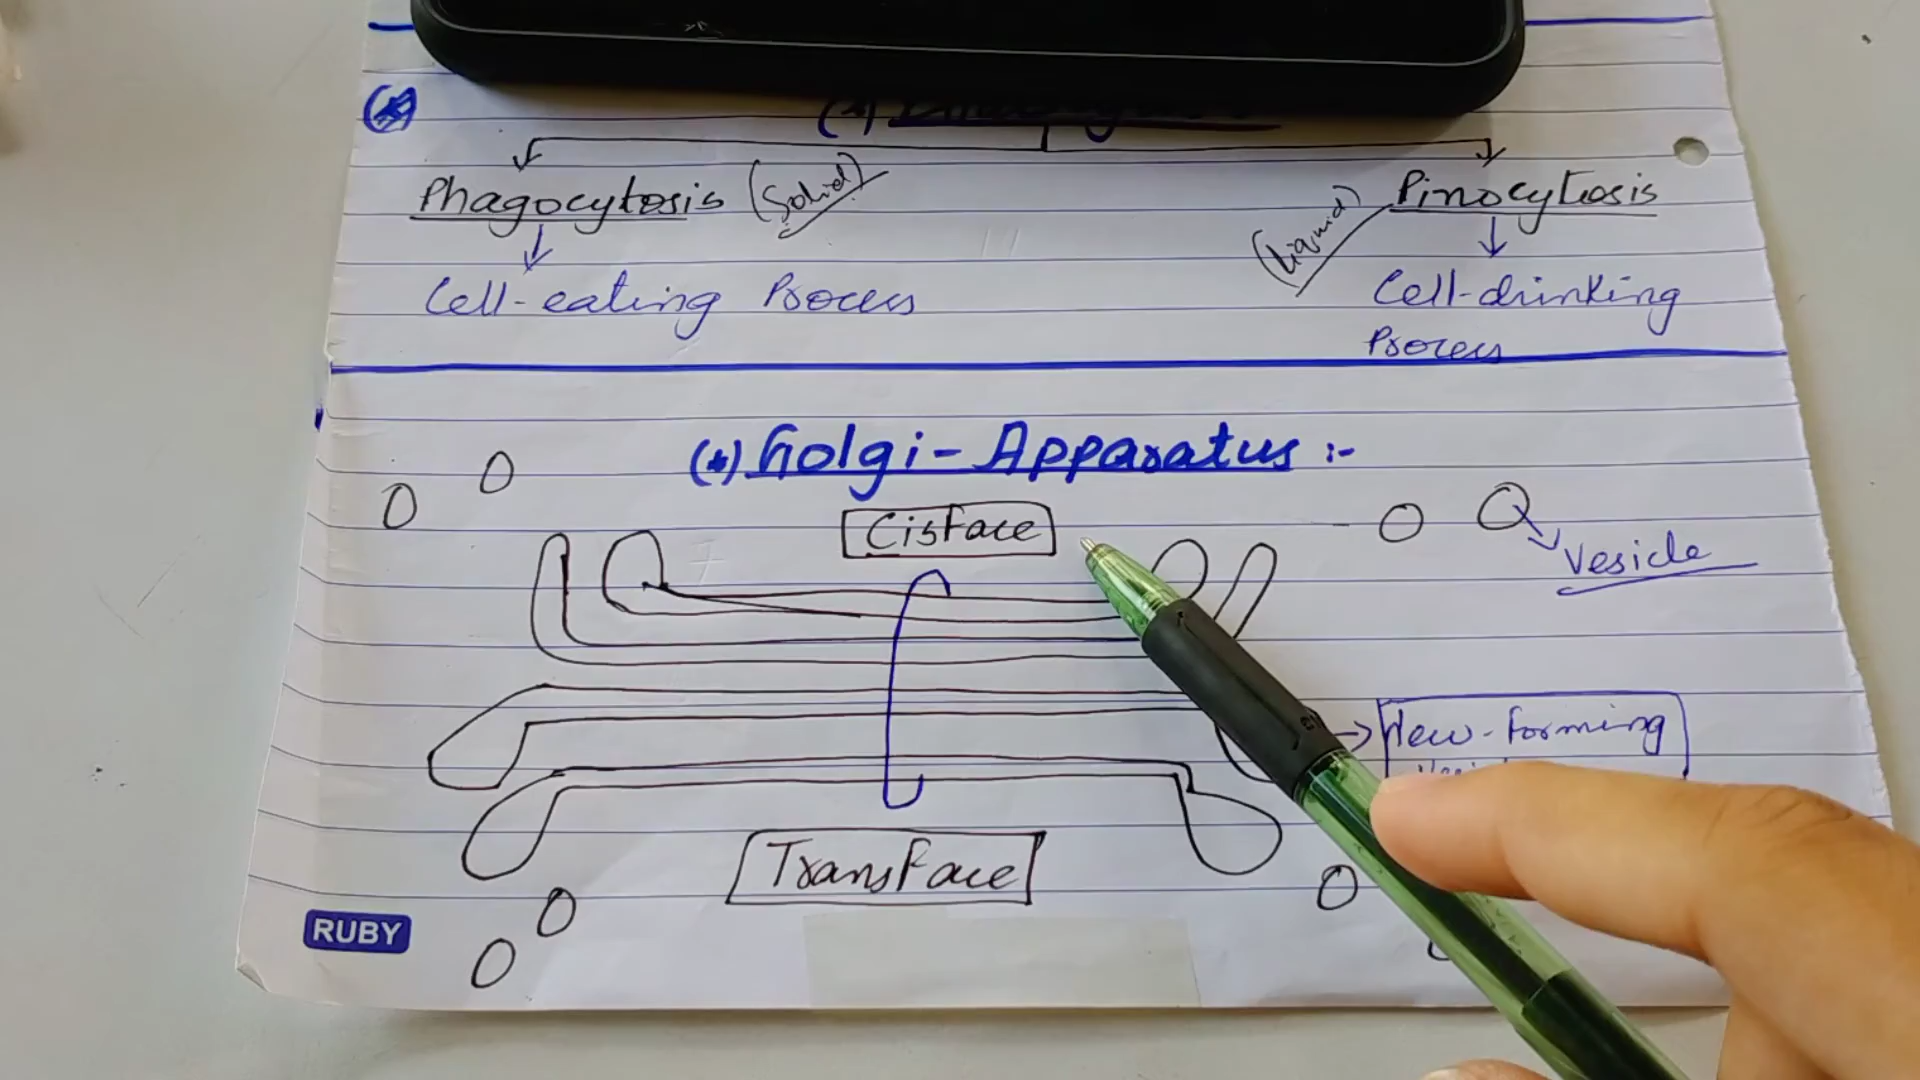 Phagocytosis (Solid)
(Liquid) Pinocytosis
Cell-eating Process
Cell-drinking
Process
(*) Golgi-Apparatus :-
CisFace
Vesicle
New-forming
TransFace
RUBY